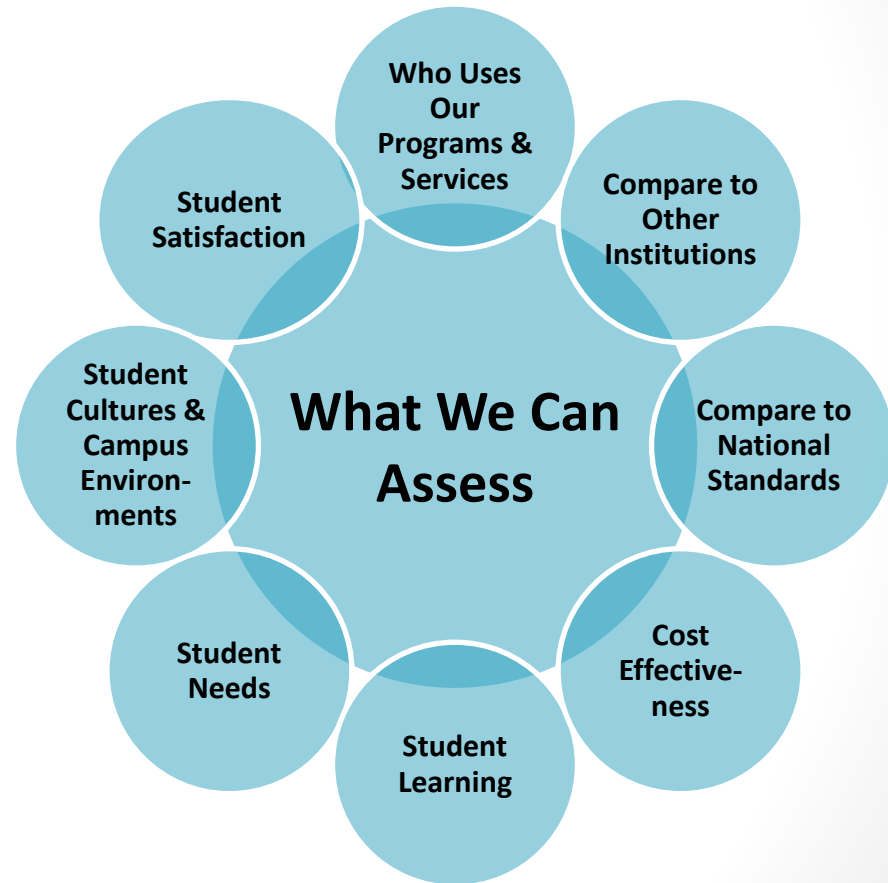 Who Uses
Our
Programs &
Services
Compare to
Other
Institutions
Compare to
National
Standards
Cost
Effective-
ness
Student
Learning
Student
Needs
Student
Cultures &
Campus
Environ-
ments
Student
Satisfaction
What We Can
Assess